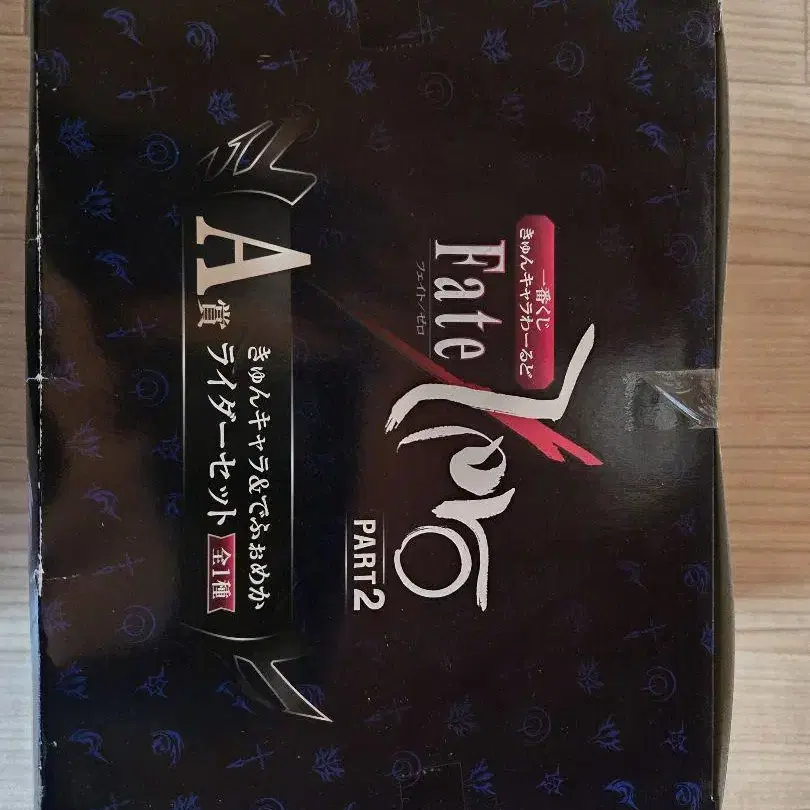 一番くじ
きゅんキャラわーるど
Fate
フェイト/ゼロ
Zero
PART2
A賞
きゅんキャラ&でふぉめか
ライダーセット
全1種